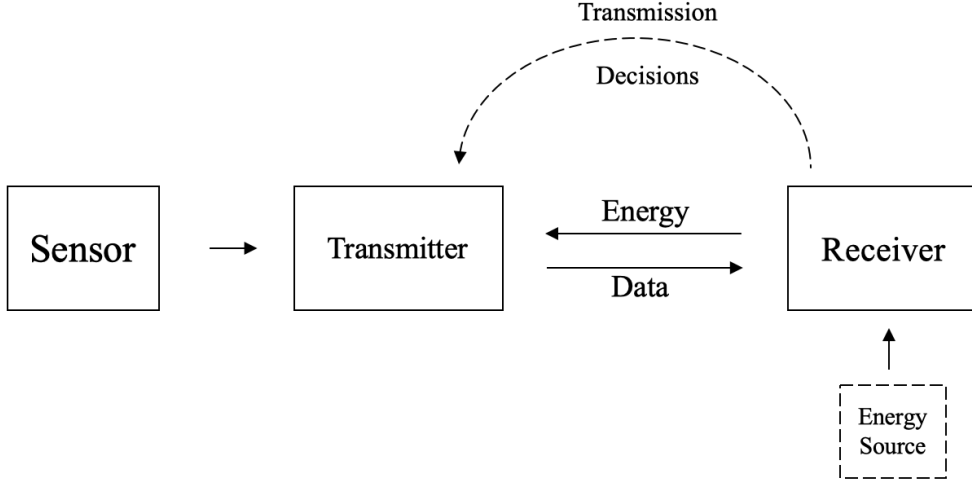 Transmission
Decisions
Sensor
Transmitter
Energy
Data
Receiver
Energy
Source